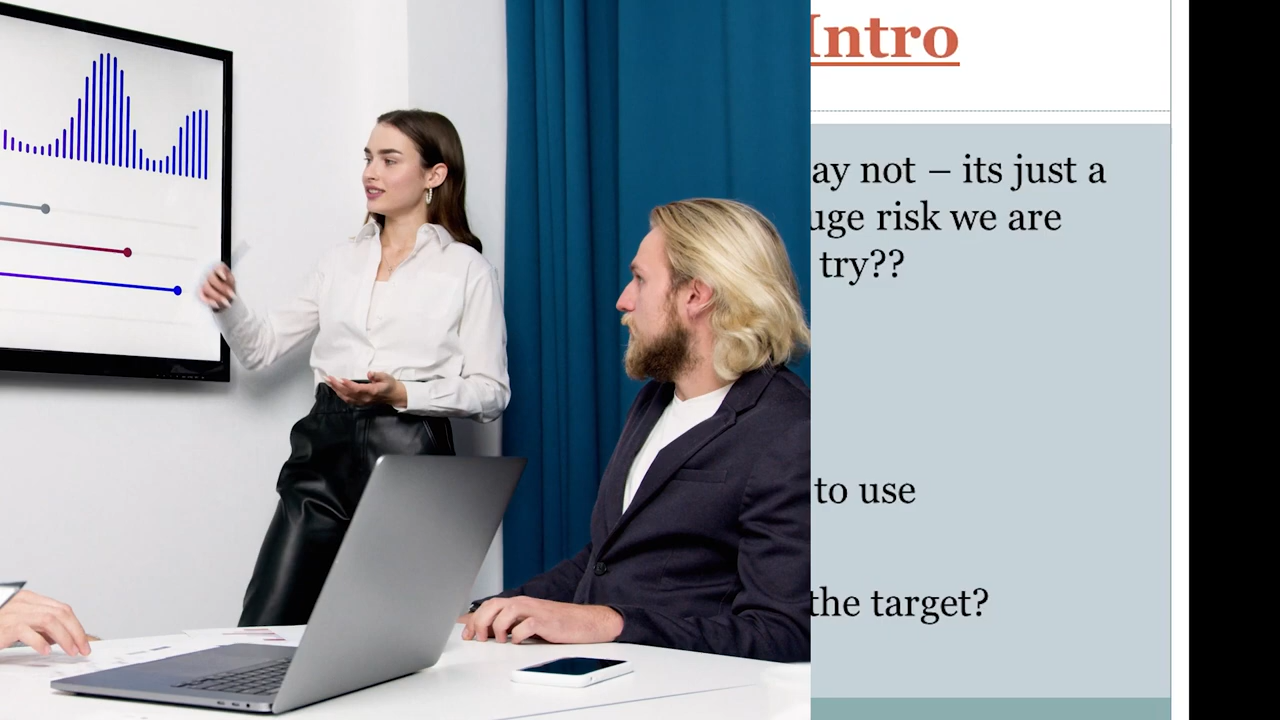 Intro
ay not – its just a
uge risk we are
try??
to use
the target?